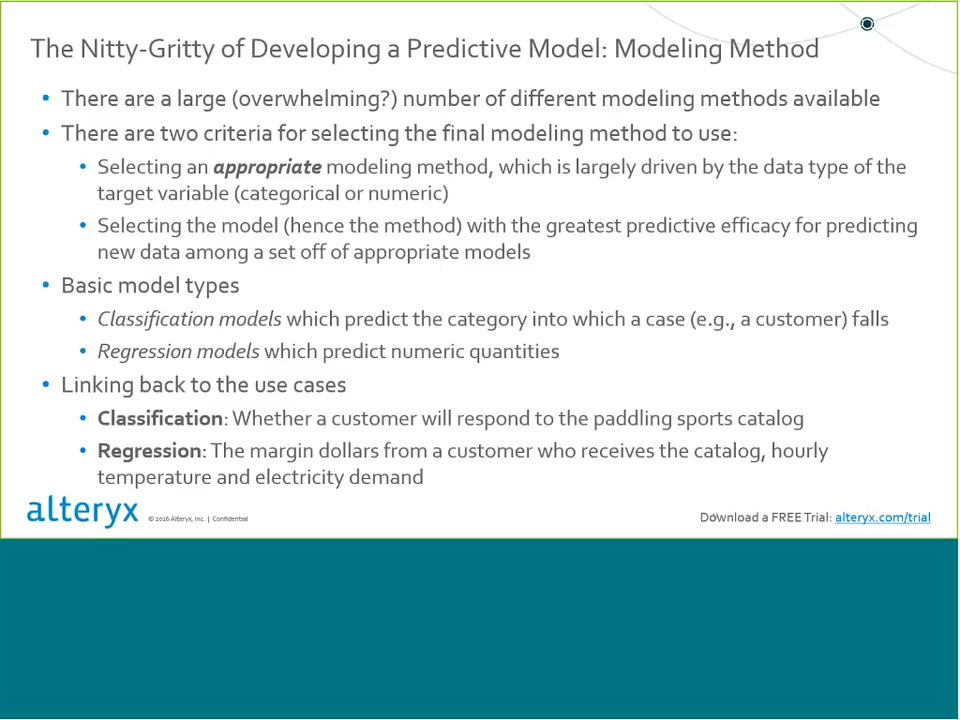 The Nitty-Gritty of Developing a Predictive Model: Modeling Method
• There are a large (overwhelming?) number of different modeling methods available
• There are two criteria for selecting the final modeling method to use:
• Selecting an appropriate modeling method, which is largely driven by the data type of the
target variable (categorical or numeric)
• Selecting the model (hence the method) with the greatest predictive efficacy for predicting
new data among a set off of appropriate models
• Basic model types
• Classification models which predict the category into which a case (e.g., a customer) falls
• Regression models which predict numeric quantities
• Linking back to the use cases
• Classification: Whether a customer will respond to the paddling sports catalog
• Regression: The margin dollars from a customer who receives the catalog, hourly
temperature and electricity demand
alteryx © 2016 Alteryx, Inc. | Confidential
Download a FREE Trial: alteryx.com/trial